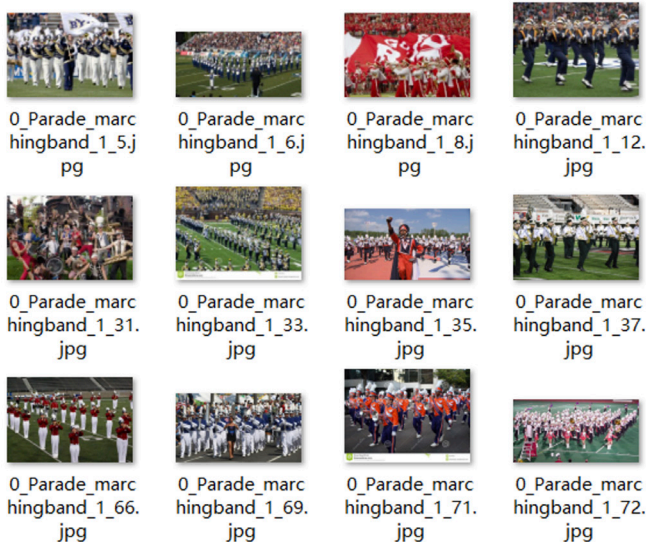 0_Parade_marc
hingband_1_5.j
pg
0_Parade_marc
hingband_1_6.j
pg
0_Parade_marc
hingband_1_8.j
pg
0_Parade_marc
hingband_1_12.
jpg
0_Parade_marc
hingband_1_31.
jpg
0_Parade_marc
hingband_1_33.
jpg
0_Parade_marc
hingband_1_35.
jpg
0_Parade_marc
hingband_1_37.
jpg
0_Parade_marc
hingband_1_66.
jpg
0_Parade_marc
hingband_1_69.
jpg
0_Parade_marc
hingband_1_71.
jpg
0_Parade_marc
hingband_1_72.
jpg